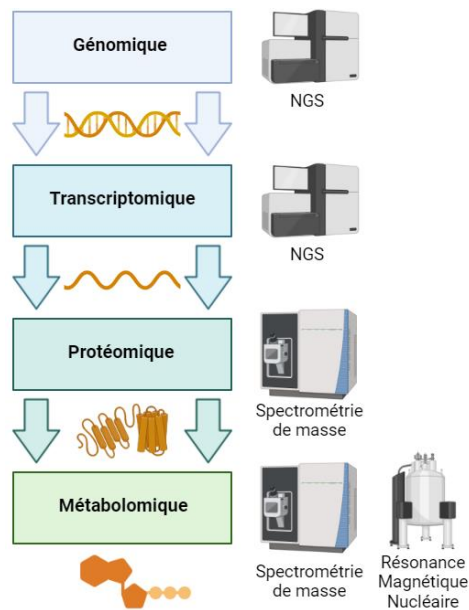 Génomique
NGS
Transcriptomique
NGS
Protéomique
Spectrométrie
de masse
Métabolomique
Spectrométrie
de masse
Résonance
Magnétique
Nucléaire